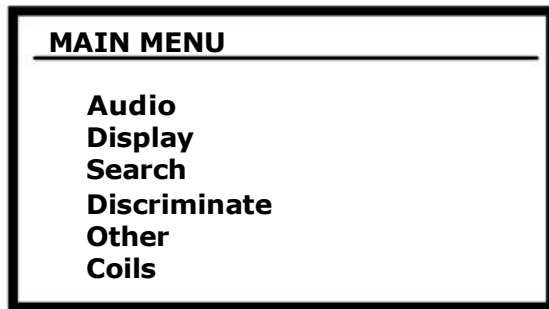 MAIN MENU
Audio
Display
Search
Discriminate
Other
Coils